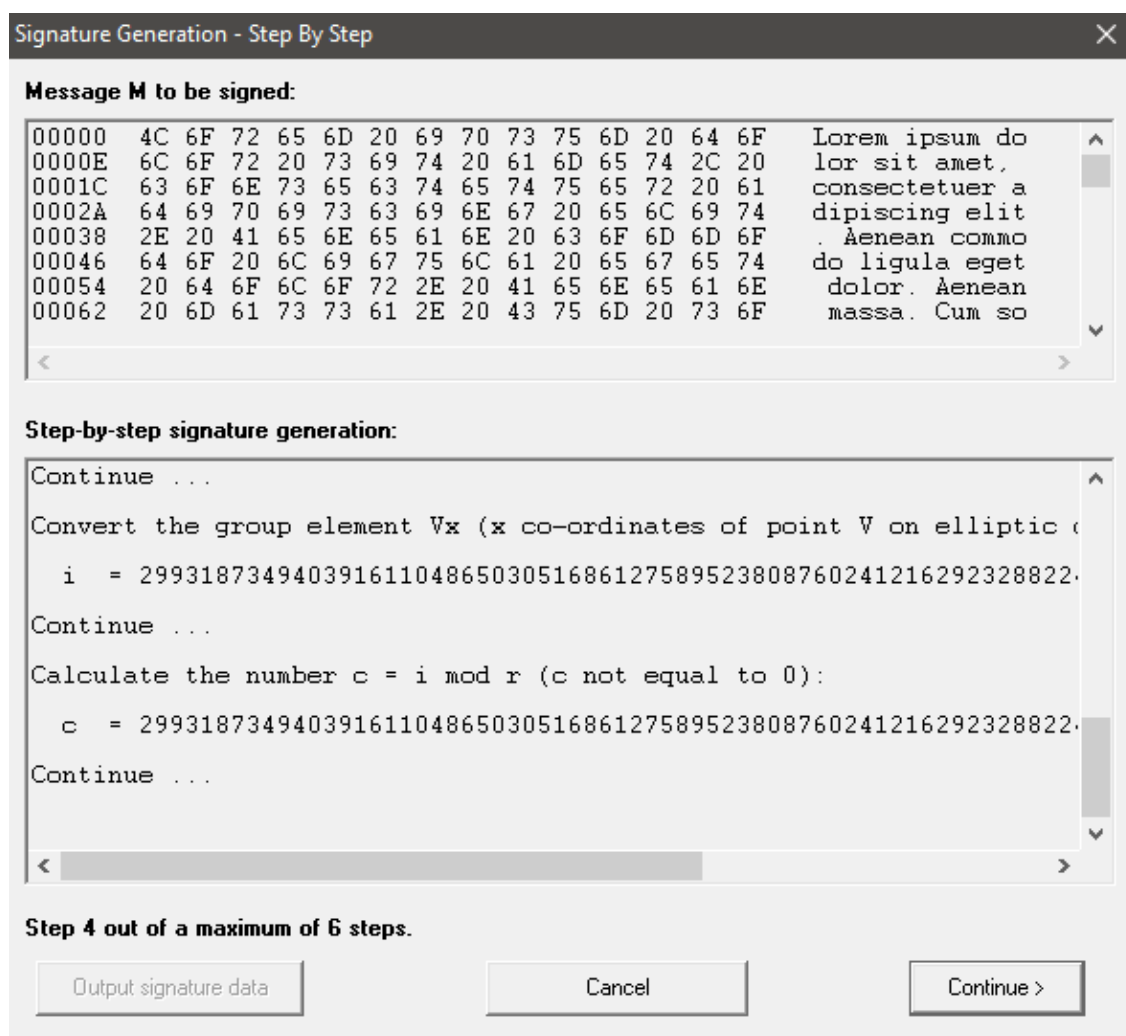 Signature Generation - Step By Step
Message M to be signed:
00000 4C 6F 72 65 6D 20 69 70 73 75 6D 20 64 6F Lorem ipsum do
0000E 6C 6F 72 20 73 69 74 20 61 6D 65 74 2C 20 lor sit amet,
0001C 63 6F 6E 73 65 63 74 65 74 75 65 72 20 61 consectetuer a
0002A 64 69 70 69 73 63 69 6E 67 20 65 6C 69 74 dipiscing elit
00038 2E 20 41 65 6E 65 61 6E 20 63 6F 6D 6D 6F . Aenean commo
00046 64 6F 20 6C 69 67 75 6C 61 20 65 67 65 74 do ligula eget
00054 20 64 6F 6C 6F 72 2E 20 41 65 6E 65 61 6E dolor. Aenean
00062 20 6D 61 73 73 61 2E 20 43 75 6D 20 73 6F massa. Cum so
Step-by-step signature generation:
Continue ...
Convert the group element Vx (x co-ordinates of point V on elliptic
i = 29931873494039161104865030516861275895238087602412162923288224
Continue ...
Calculate the number c = i mod r (c not equal to 0):
c = 29931873494039161104865030516861275895238087602412162923288224
Continue ...
Step 4 out of a maximum of 6 steps.
Output signature data
Cancel
Continue >